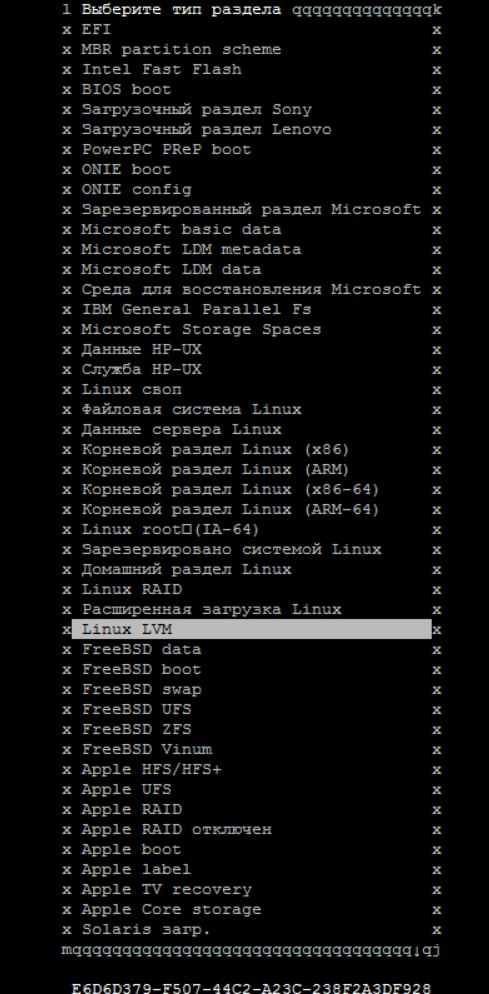 l Выберите тип раздела qqqqqqqqqqqqqqk
x EFI x
x MBR partition scheme x
x Intel Fast Flash x
x BIOS boot x
x Загрузочный раздел Sony x
x Загрузочный раздел Lenovo x
x PowerPC PReP boot x
x ONIE boot x
x ONIE config x
x Зарезервированный раздел Microsoft x
x Microsoft basic data x
x Microsoft LDM metadata x
x Microsoft LDM data x
x Среда для восстановления Microsoft x
x IBM General Parallel Fs x
x Microsoft Storage Spaces x
x Данные HP-UX x
x Служба HP-UX x
x Linux своп x
x Файловая система Linux x
x Данные сервера Linux x
x Корневой раздел Linux (x86) x
x Корневой раздел Linux (ARM) x
x Корневой раздел Linux (x86-64) x
x Корневой раздел Linux (ARM-64) x
x Linux root□(IA-64) x
x Зарезервировано системой Linux x
x Домашний раздел Linux x
x Linux RAID x
x Расширенная загрузка Linux x
x Linux LVM x
x FreeBSD data x
x FreeBSD boot x
x FreeBSD swap x
x FreeBSD UFS x
x FreeBSD ZFS x
x FreeBSD Vinum x
x Apple HFS/HFS+ x
x Apple UFS x
x Apple RAID x
x Apple RAID отключен x
x Apple boot x
x Apple label x
x Apple TV recovery x
x Apple Core storage x
x Solaris загр. x
mqqqqqqqqqqqqqqqqqqqqqqqqqqqqqqqqqq↓qj
E6D6D379-F507-44C2-A23C-238F2A3DF928